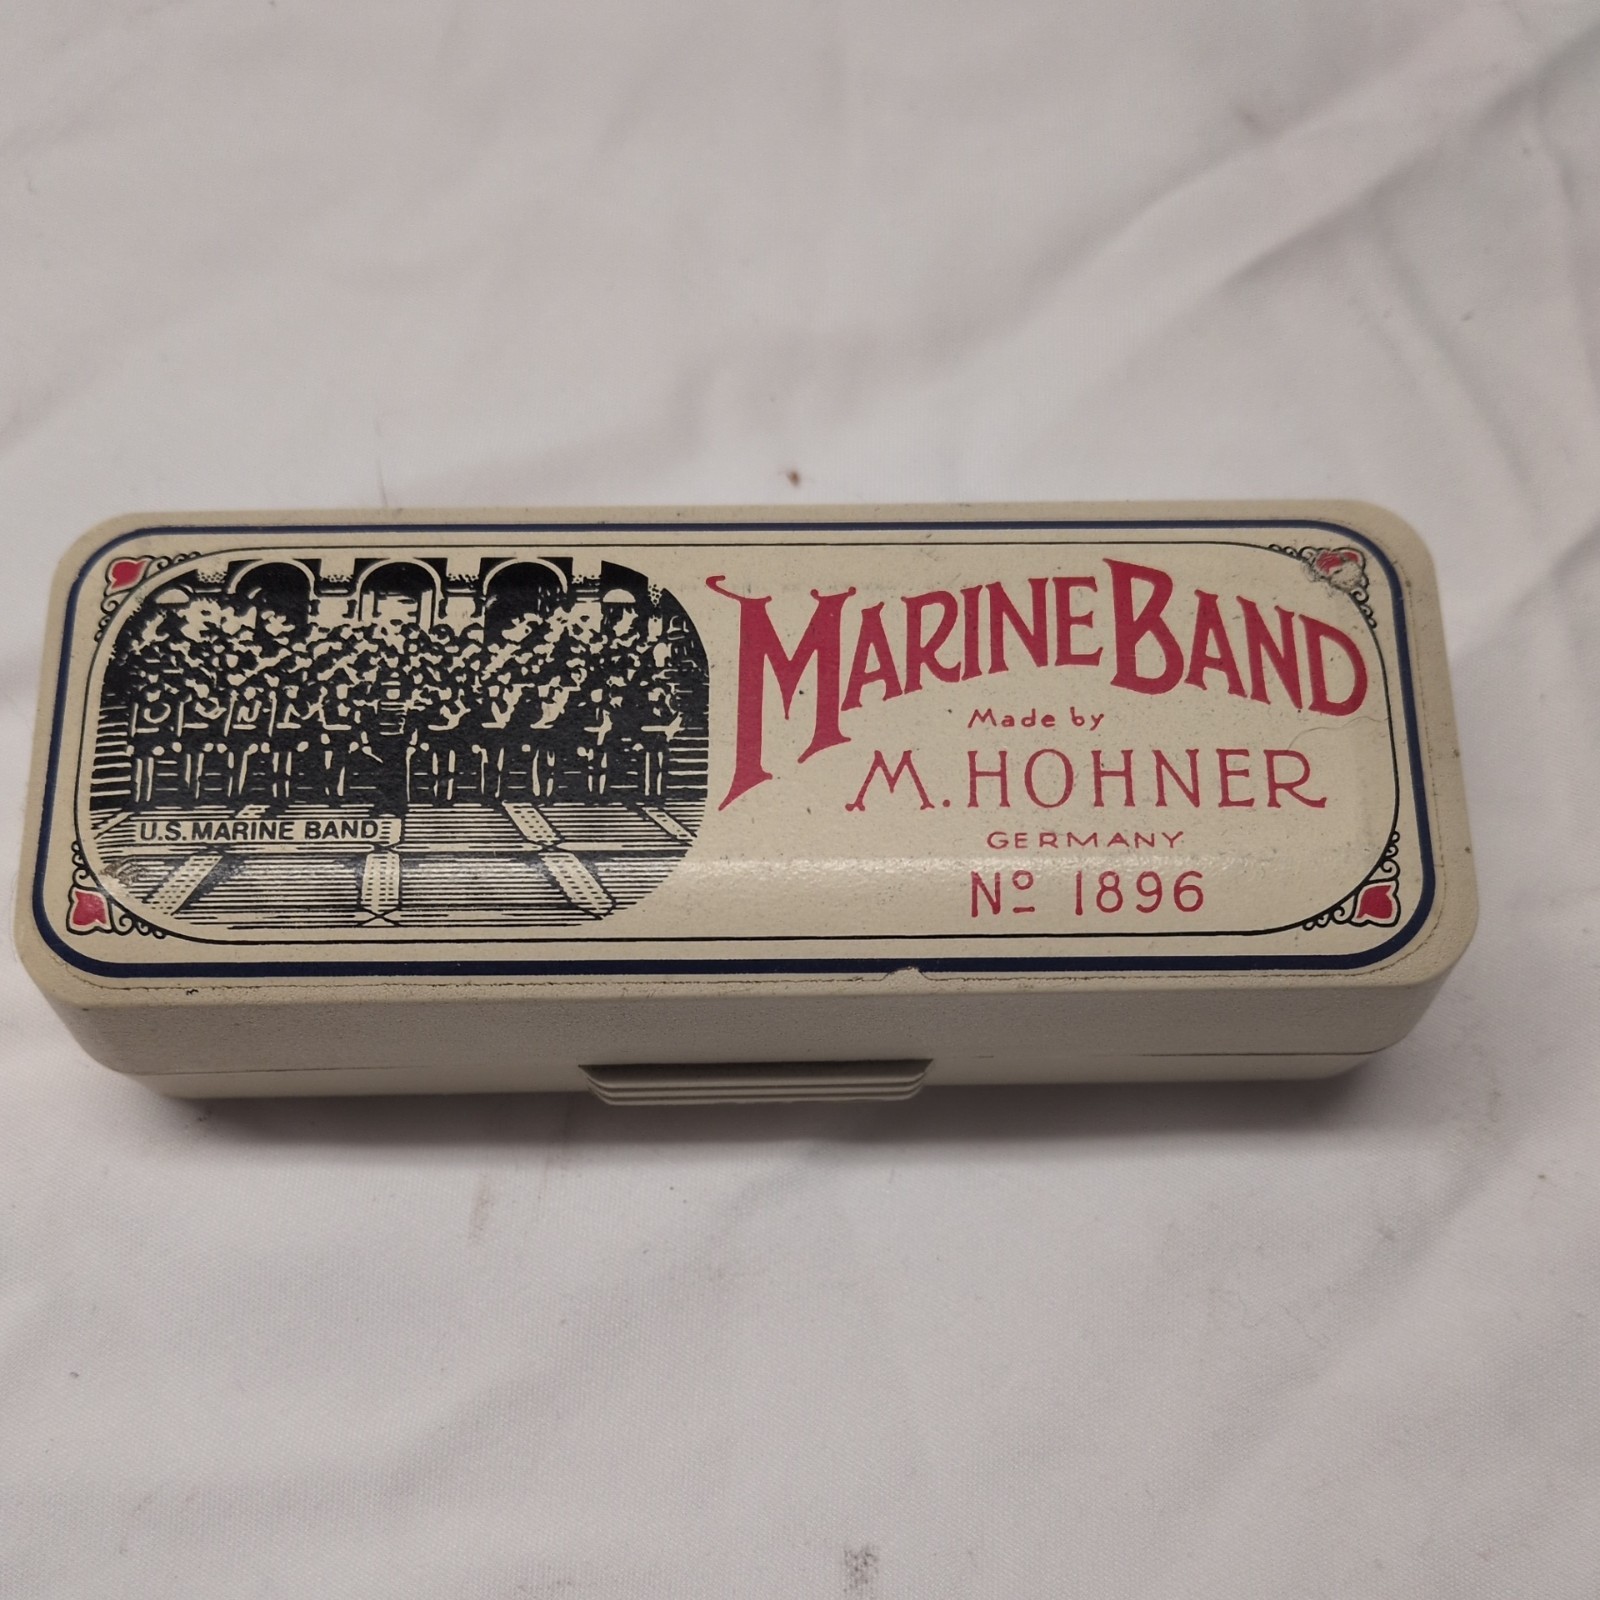 U.S. MARINE BAND
MARINE BAND
Made by
M. HOHNER
GERMANY
Nº 1896